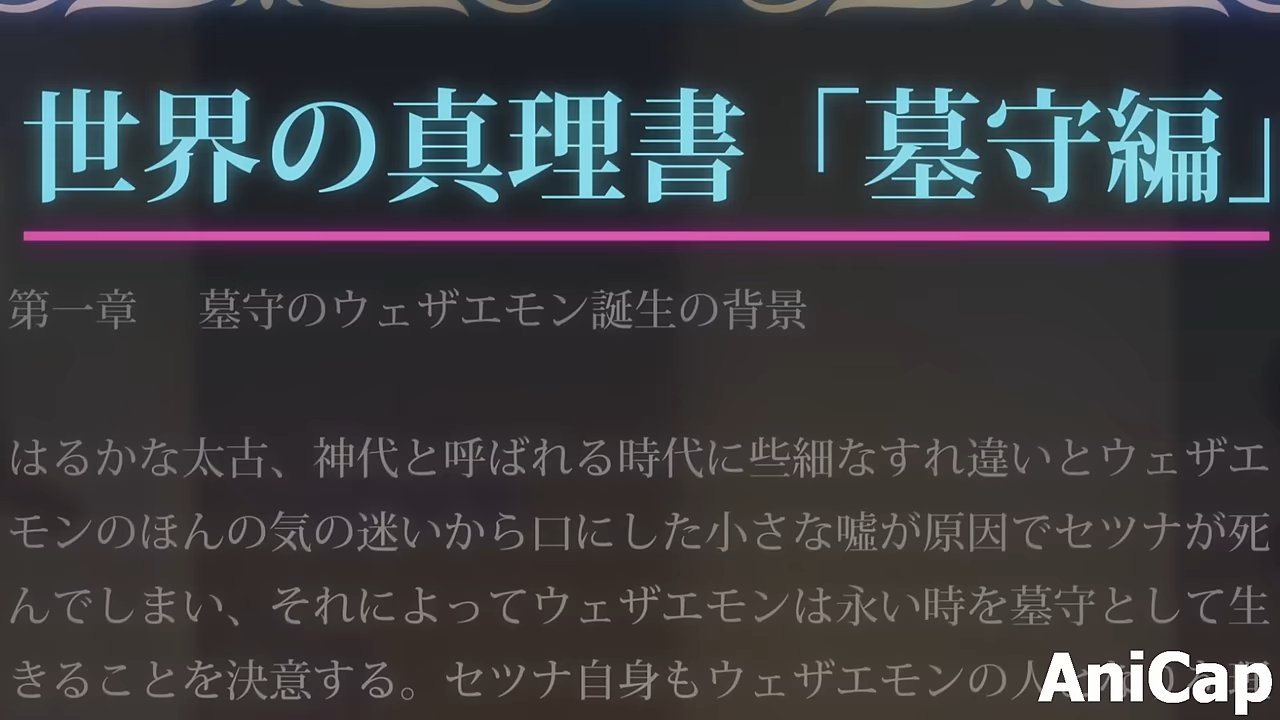 世界の真理書「墓守編」
第一章　墓守のウェザエモン誕生の背景
はるかな太古、神代と呼ばれる時代に些細なすれ違いとウェザエ
モンのほんの気の迷いから口にした小さな嘘が原因でセツナが死
んでしまい、それによってウェザエモンは永い時を墓守として生
きることを決意する。セツナ自身もウェザエモンの人
AniCap